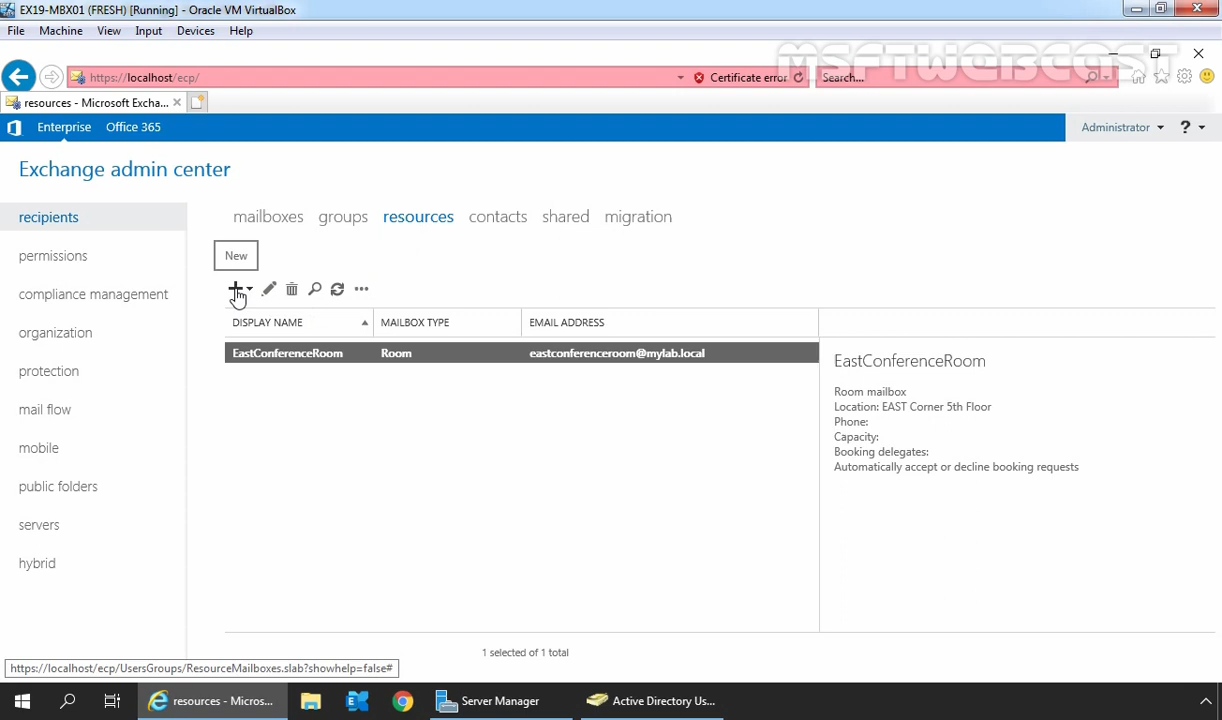 EX19-MBX01 (FRESH) [Running] - Oracle VM VirtualBox
File Machine View Input Devices Help
MSFTWEBCAST
https://localhost/ecp/ Certificate error Search...
resources - Microsoft Excha...
Enterprise Office 365 Administrator ?
Exchange admin center
recipients
permissions
compliance management
organization
protection
mail flow
mobile
public folders
servers
hybrid
mailboxes groups resources contacts shared migration
New
DISPLAY NAME MAILBOX TYPE EMAIL ADDRESS
EastConferenceRoom Room eastconferenceroom@mylab.local
EastConferenceRoom
Room mailbox
Location: EAST Corner 5th Floor
Phone:
Capacity:
Booking delegates:
Automatically accept or decline booking requests
1 selected of 1 total
https://localhost/ecp/UsersGroups/ResourceMailboxes.slab?showhelp=false#
resources - Micros... Server Manager Active Directory Us...